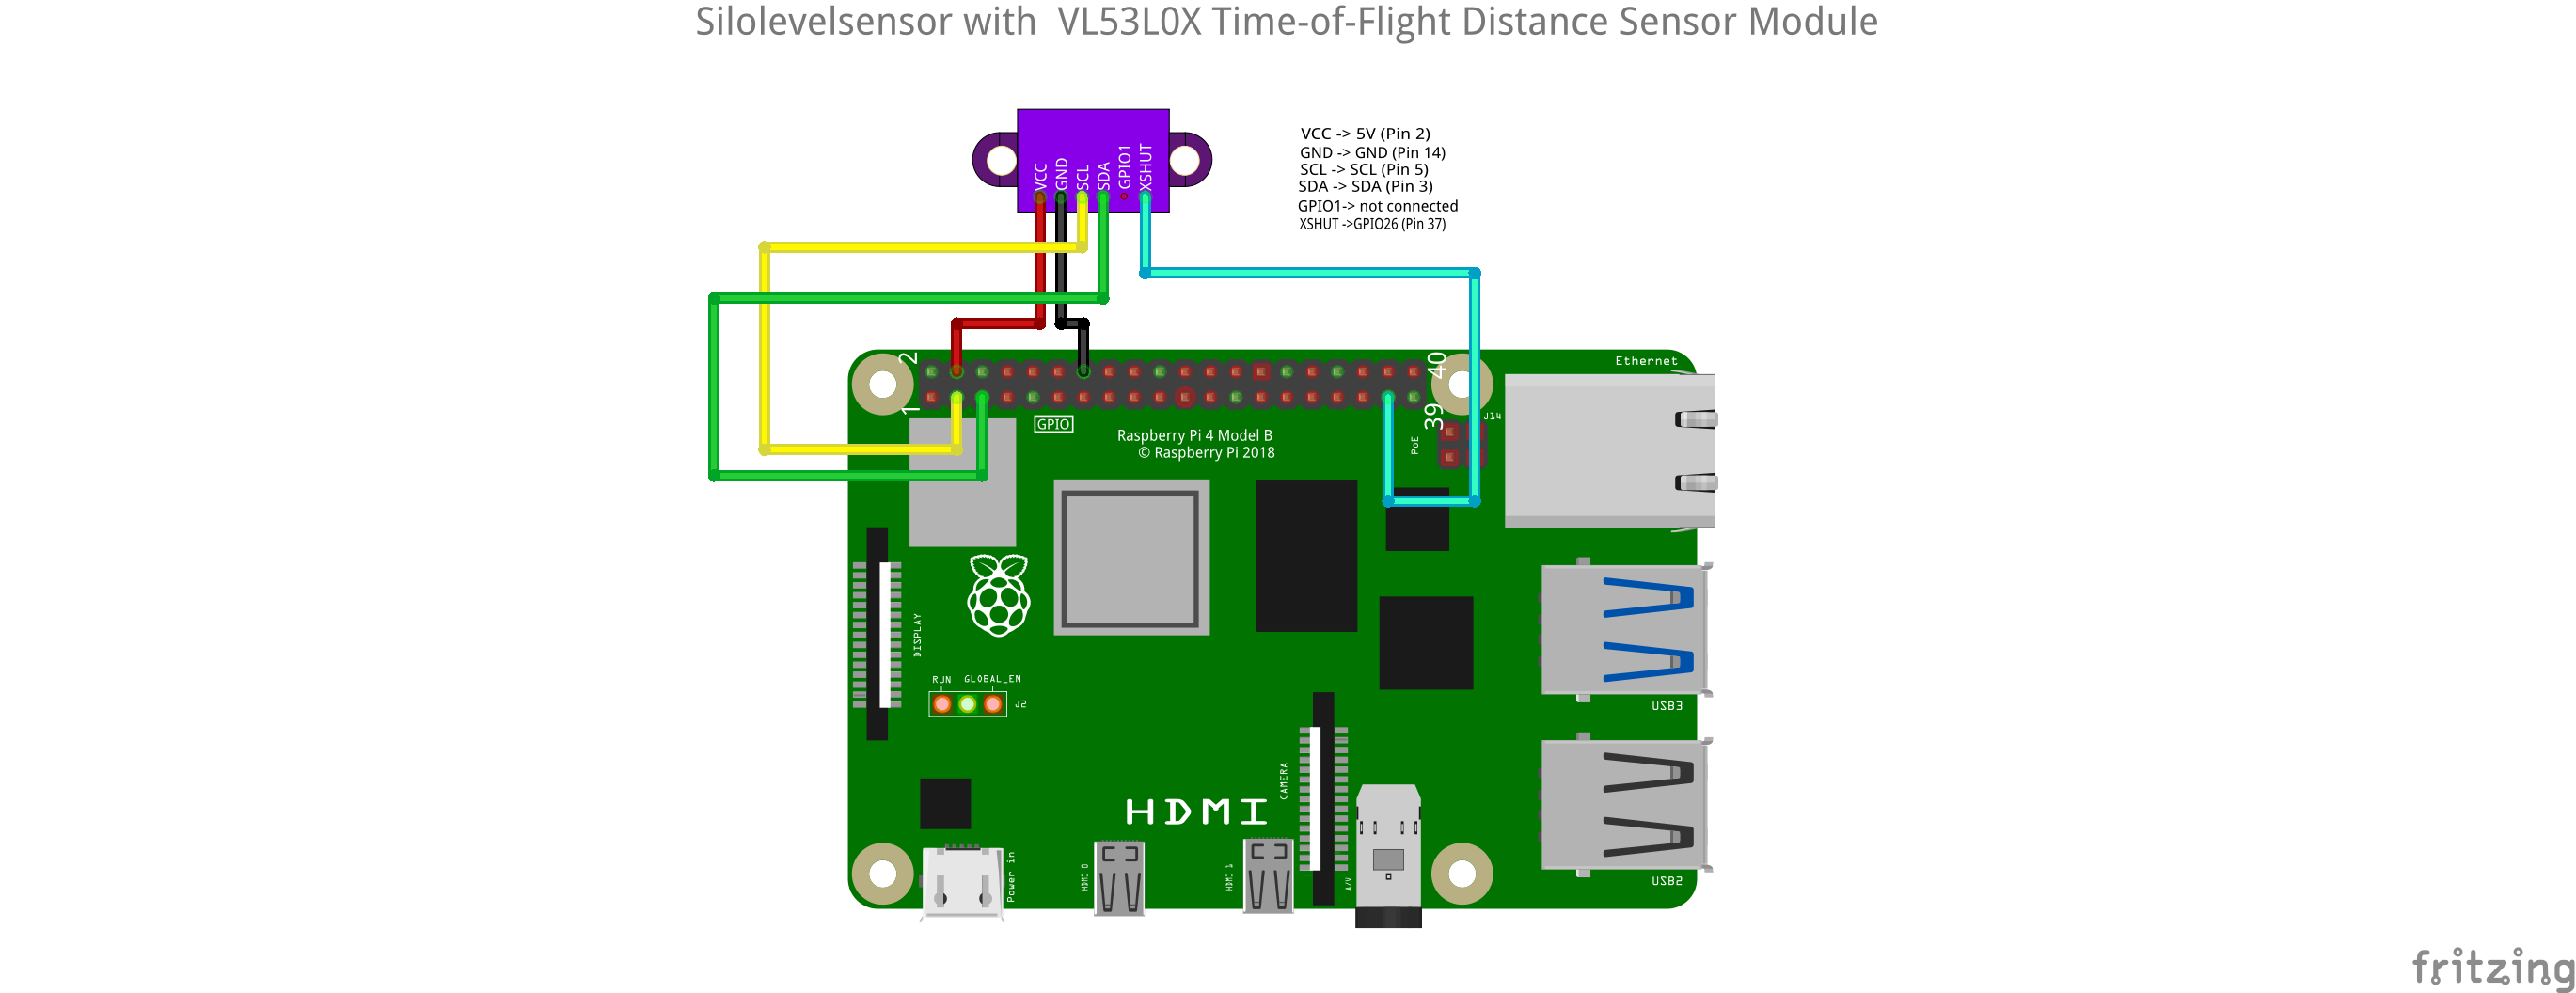 Silolevelsensor with  VL53L0X Time-of-Flight Distance Sensor Module
VCC
GND
SCL
SDA
GPIO1
XSHUT
VCC -> 5V (Pin 2)
GND -> GND (Pin 14)
SCL -> SCL (Pin 5)
SDA -> SDA (Pin 3)
GPIO1-> not connected
XSHUT ->GPIO26 (Pin 37)
2
40
1
39
Ethernet
J14
GPIO
PoE
Raspberry Pi 4 Model B
© Raspberry Pi 2018
DISPLAY
RUN
GLOBAL_EN
J2
USB3
CAMERA
HDMI
Power in
HDMI 0
HDMI 1
A/V
USB2
fritzing